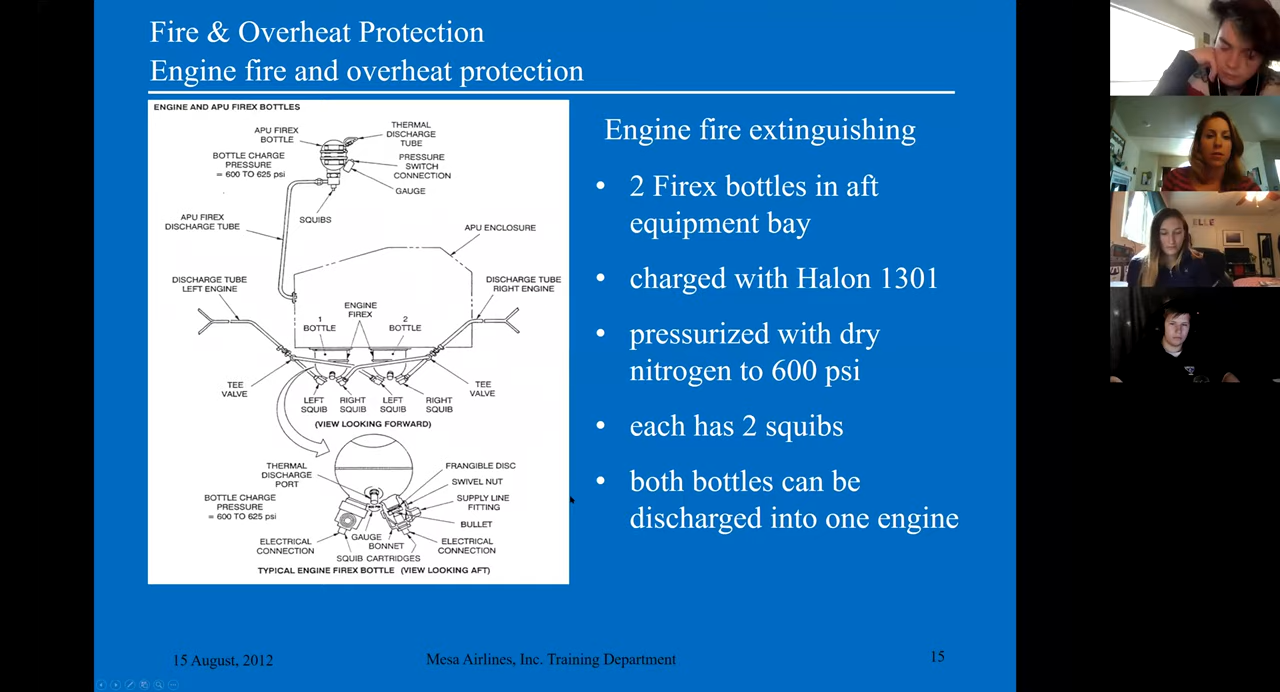 Fire & Overheat Protection
Engine fire and overheat protection
ENGINE AND APU FIREX BOTTLES
APU FIREX
BOTTLE
THERMAL
DISCHARGE
TUBE
BOTTLE CHARGE
PRESSURE
= 600 TO 625 psi
PRESSURE
SWITCH
CONNECTION
GAUGE
SQUIBS
APU FIREX
DISCHARGE TUBE
APU ENCLOSURE
DISCHARGE TUBE
LEFT ENGINE
DISCHARGE TUBE
RIGHT ENGINE
ENGINE
FIREX
1
BOTTLE
2
BOTTLE
TEE
VALVE
TEE
VALVE
LEFT
SQUIB
RIGHT
SQUIB
LEFT
SQUIB
RIGHT
SQUIB
(VIEW LOOKING FORWARD)
THERMAL
DISCHARGE
PORT
FRANGIBLE DISC
SWIVEL NUT
SUPPLY LINE
FITTING
BOTTLE CHARGE
PRESSURE
= 600 TO 625 psi
BULLET
GAUGE
BONNET
ELECTRICAL
CONNECTION
ELECTRICAL
CONNECTION
SQUIB CARTRIDGES
TYPICAL ENGINE FIREX BOTTLE (VIEW LOOKING AFT)
Engine fire extinguishing
• 2 Firex bottles in aft
equipment bay
• charged with Halon 1301
• pressurized with dry
nitrogen to 600 psi
• each has 2 squibs
• both bottles can be
discharged into one engine
15 August, 2012
Mesa Airlines, Inc. Training Department
15
ELLE